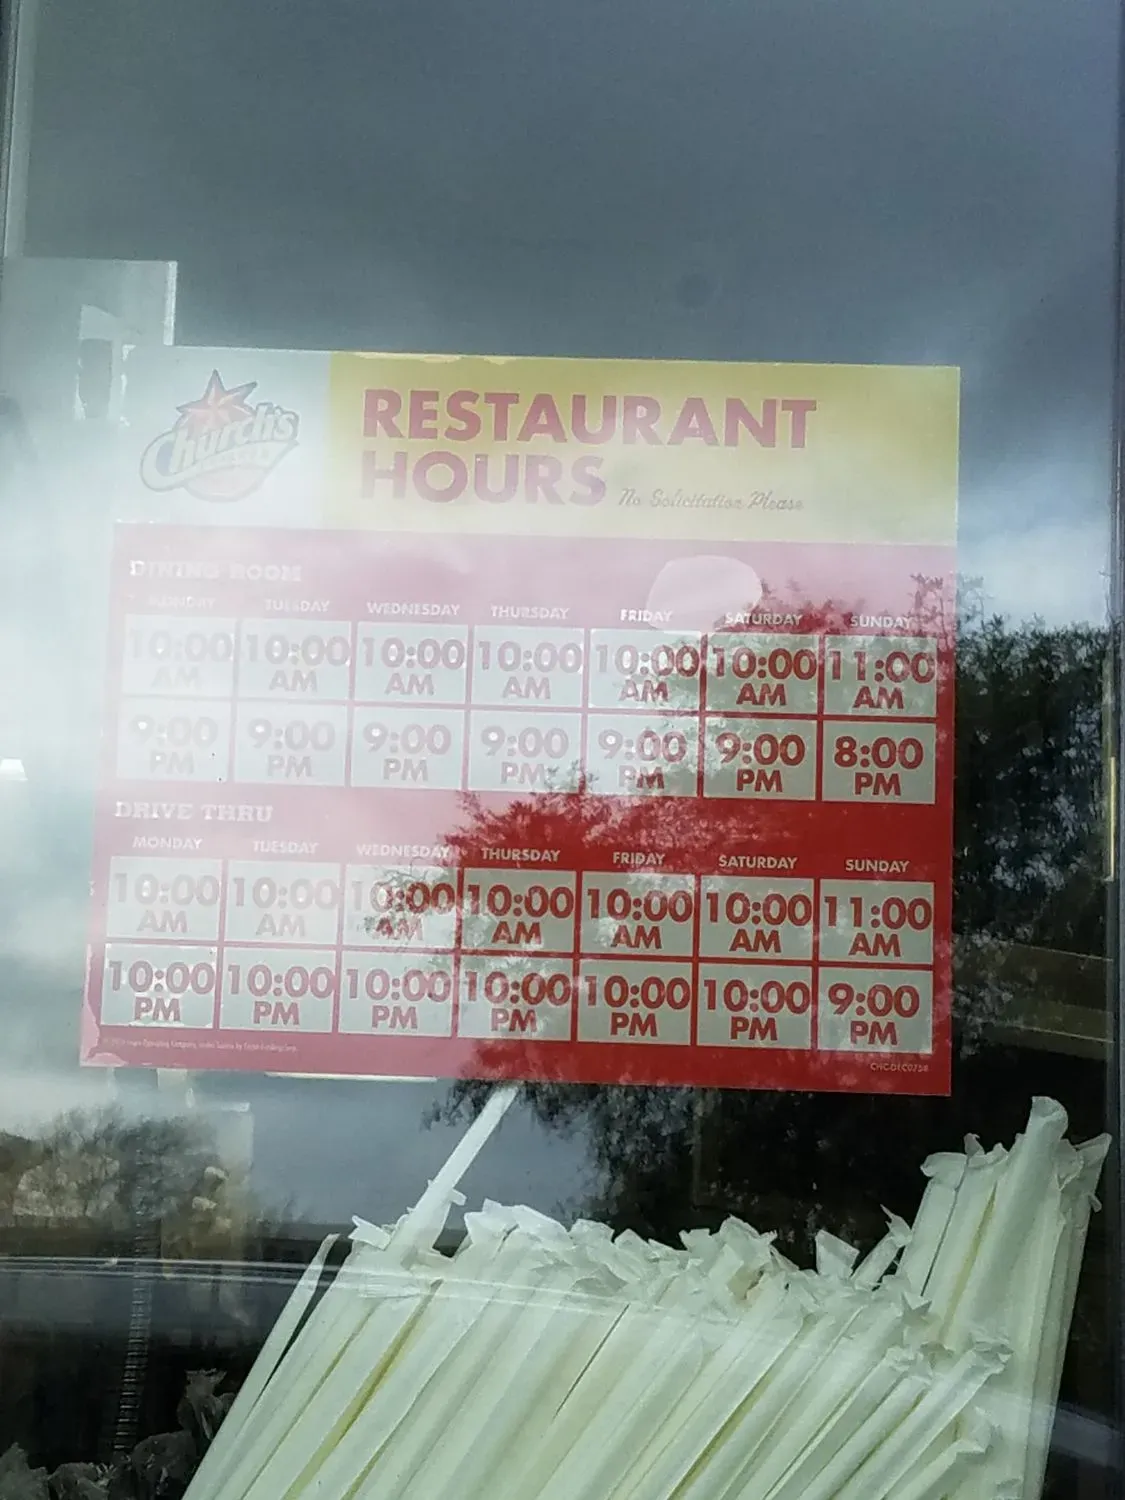 Church's
RESTAURANT
HOURS No Solicitation Please
DINING ROOM
MONDAY TUESDAY WEDNESDAY THURSDAY FRIDAY SATURDAY SUNDAY
10:00 10:00 10:00 10:00 10:00 10:00 11:00
AM AM AM AM AM AM AM
9:00 9:00 9:00 9:00 9:00 9:00 8:00
PM PM PM PM PM PM PM
DRIVE THRU
MONDAY TUESDAY WEDNESDAY THURSDAY FRIDAY SATURDAY SUNDAY
10:00 10:00 10:00 10:00 10:00 10:00 11:00
AM AM AM AM AM AM AM
10:00 10:00 10:00 10:00 10:00 10:00 9:00
PM PM PM PM PM PM PM